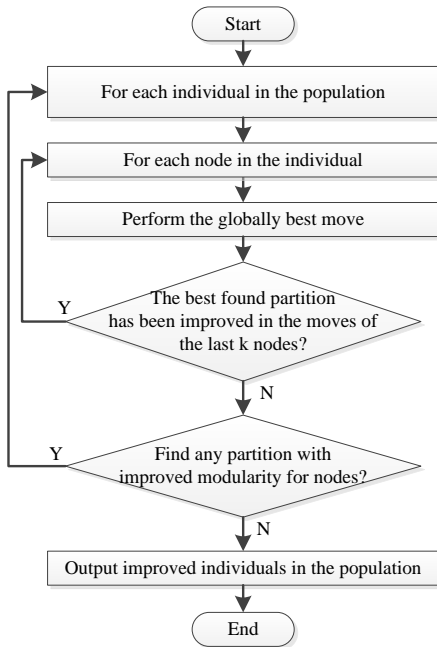 Start
For each individual in the population
For each node in the individual
Perform the globally best move
Y
The best found partition
has been improved in the moves of
the last k nodes?
N
Y
Find any partition with
improved modularity for nodes?
N
Output improved individuals in the population
End